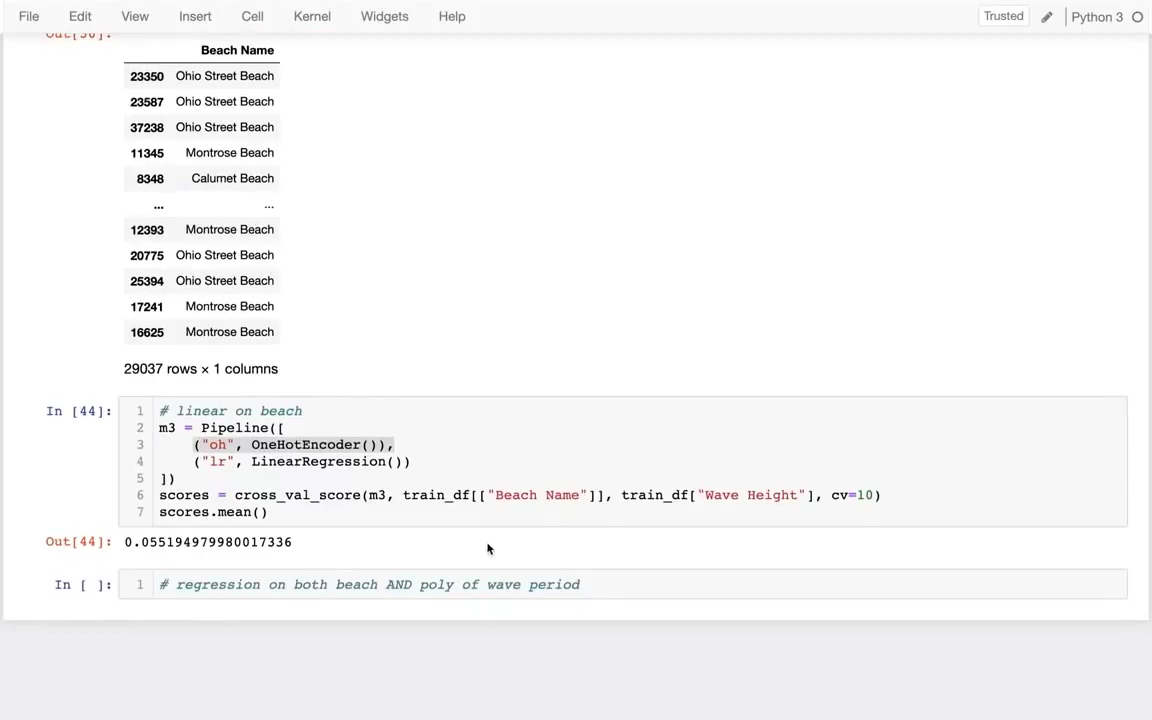 File Edit View Insert Cell Kernel Widgets Help Trusted Python 3
Out[36]:
Beach Name
23350 Ohio Street Beach
23587 Ohio Street Beach
37238 Ohio Street Beach
11345 Montrose Beach
8348 Calumet Beach
... ...
12393 Montrose Beach
20775 Ohio Street Beach
25394 Ohio Street Beach
17241 Montrose Beach
16625 Montrose Beach
29037 rows × 1 columns
In [44]: 1 # linear on beach
2 m3 = Pipeline([
3 ("oh", OneHotEncoder()),
4 ("lr", LinearRegression())
5 ])
6 scores = cross_val_score(m3, train_df[["Beach Name"]], train_df["Wave Height"], cv=10)
7 scores.mean()
Out[44]: 0.055194979980017336
In [ ]: 1 # regression on both beach AND poly of wave period